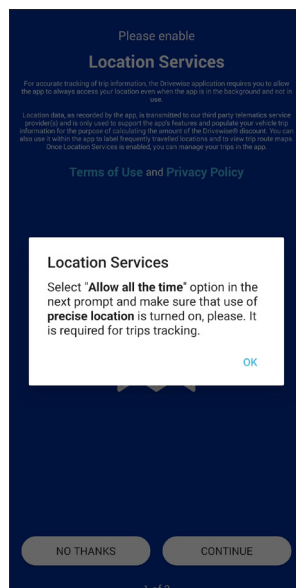 Please enable
Location Services
For accurate tracking of trip information, the Drivewise application requires you to allow
the app to always access your location even when the app is in the background and not in
use.
Location data, as recorded by the app, is transmitted to our third party telematics service
provider(s) and is only used to support the app's features and populate your vehicle trip
information for the purpose of calculating the amount of the Drivewise® discount. You can
also use it within the app to label frequently traveled locations and to view trip route maps.
Once Location Services is enabled, you can manage your trips in the app.
Terms of Use and Privacy Policy
Location Services
Select "Allow all the time" option in the
next prompt and make sure that use of
precise location is turned on, please. It
is required for trips tracking.
OK
NO THANKS
CONTINUE